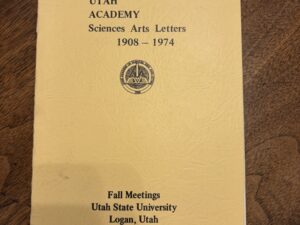 UTAH
ACADEMY
Sciences Arts Letters
1908 – 1974
Fall Meetings
Utah State University
Logan, Utah